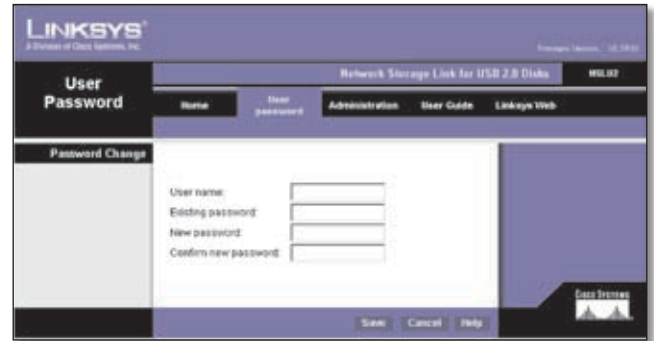 LINKSYS®
A Division of Cisco Systems, Inc.
User Password
Network Storage Link for USB 2.0 Disks
NSLU2
Home
User password
Administration
User Guide
Linksys Web
Password Change
User name:
Existing password:
New password:
Confirm new password:
Save
Cancel
Help
CISCO SYSTEMS